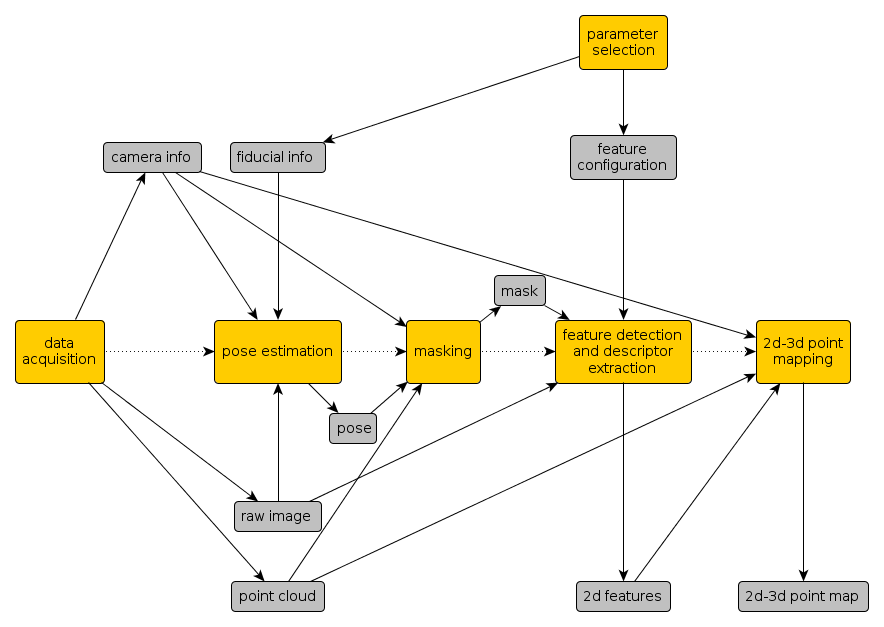 parameter
selection
camera info
fiducial info
feature
configuration
mask
data
acquisition
pose estimation
masking
feature detection
and descriptor
extraction
2d-3d point
mapping
pose
raw image
point cloud
2d features
2d-3d point map